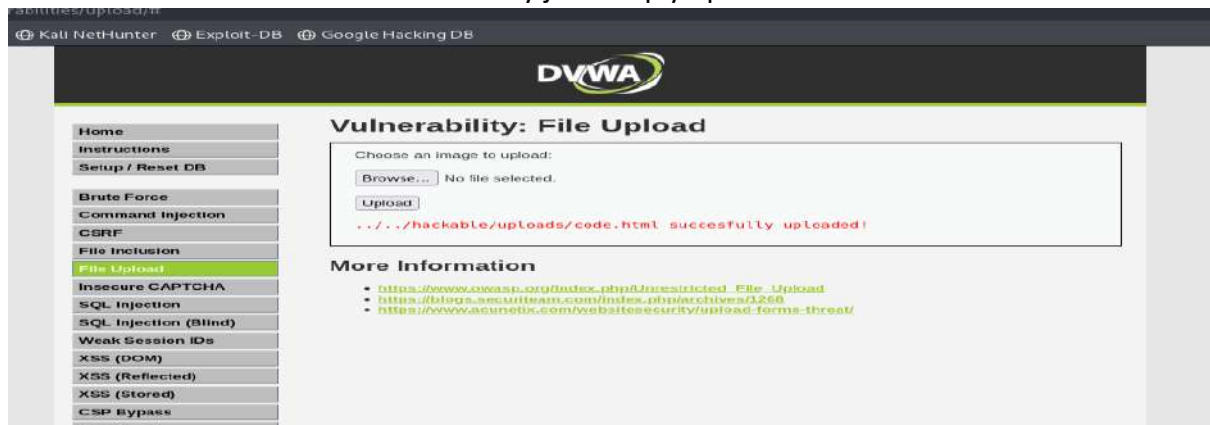 rabilities/upload/#
Kali NetHunter Exploit-DB Google Hacking DB
DVWA
Home
Instructions
Setup / Reset DB
Brute Force
Command Injection
CSRF
File Inclusion
File Upload
Insecure CAPTCHA
SQL Injection
SQL Injection (Blind)
Weak Session IDs
XSS (DOM)
XSS (Reflected)
XSS (Stored)
CSP Bypass
Vulnerability: File Upload
Choose an image to upload:
Browse... No file selected.
Upload
../../hackable/uploads/code.html succesfully uploaded!
More Information
https://www.owasp.org/index.php/Unrestricted_File_Upload
https://blogs.securiteam.com/index.php/archives/1268
https://www.acunetix.com/websitesecurity/upload-forms-threat/